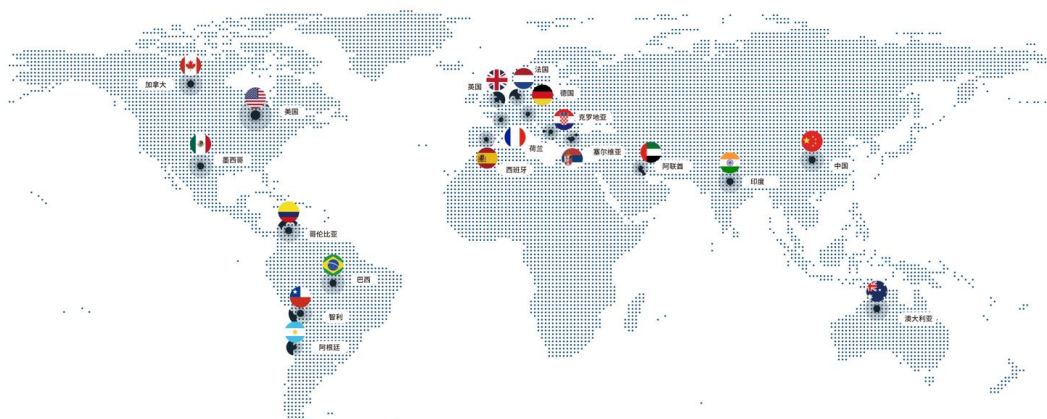 加拿大
美国
墨西哥
哥伦比亚
巴西
智利
阿根廷
英国
法国
德国
克罗地亚
荷兰
塞尔维亚
西班牙
阿联酋
印度
中国
澳大利亚